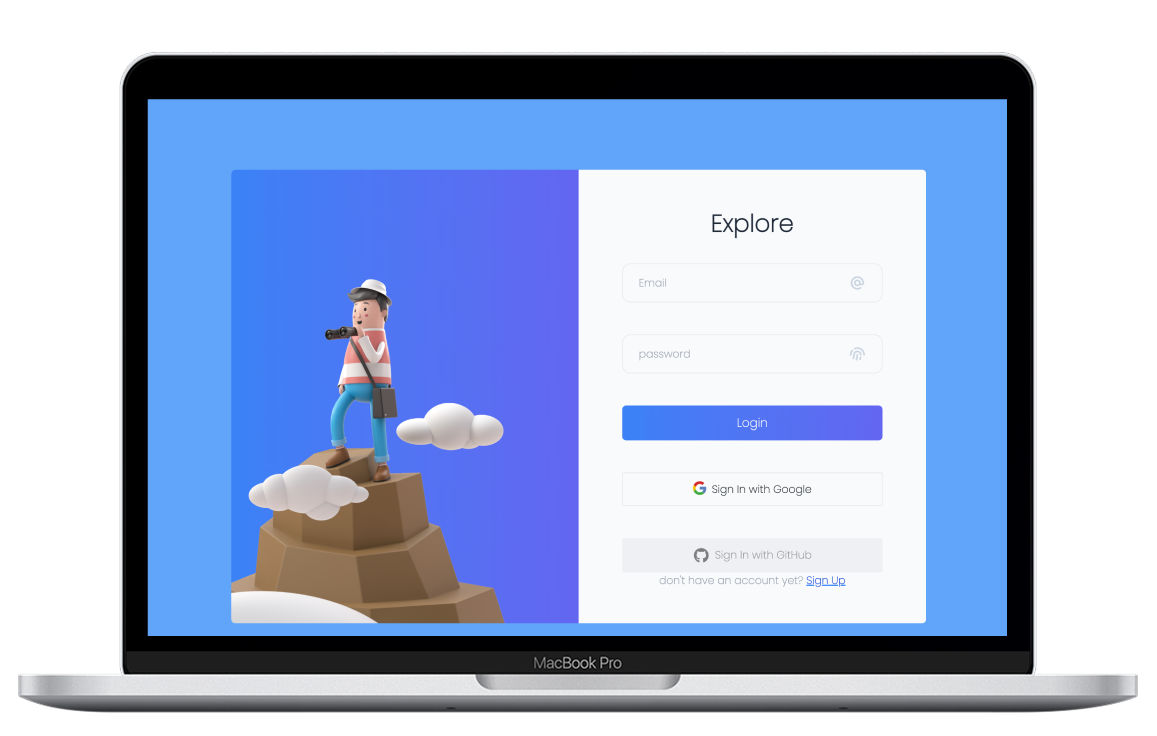 Explore
Email
password
Login
Sign In with Google
Sign In with GitHub
don't have an account yet? Sign Up
MacBook Pro